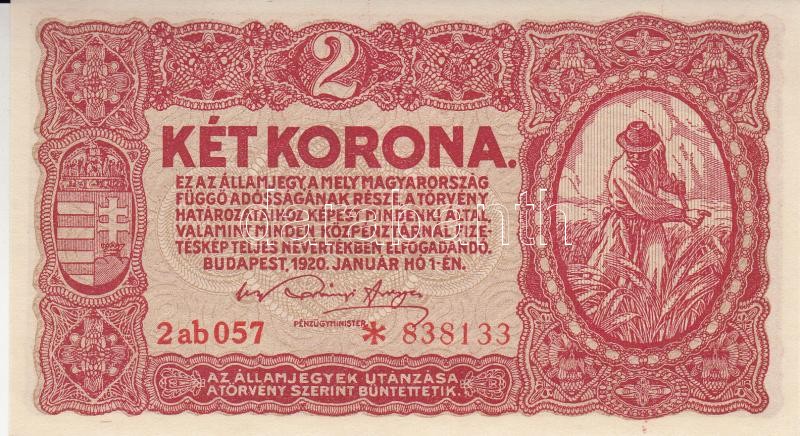 2
KÉT KORONA.
EZ AZ ÁLLAMJEGY, A MELY MAGYARORSZÁG
FÜGGŐ ADÓSSÁGÁNAK RÉSZE, A TÖRVÉNY
HATÁROZMÁNYIHOZ KÉPEST MINDENKI ÁLTAL,
VALAMINT MINDEN KÖZPÉNZTÁRNÁL FIZE-
TÉSKÉP TELJES NÉVÉRTÉKBEN ELFOGADANDÓ.
BUDAPEST, 1920. JANUÁR HÓ 1-ÉN.
PÉNZÜGYMINISTER
2ab057 * 838133
AZ ÁLLAMJEGYEK UTÁNZÁSA
A TÖRVÉNY SZERINT BÜNTETTETIK.